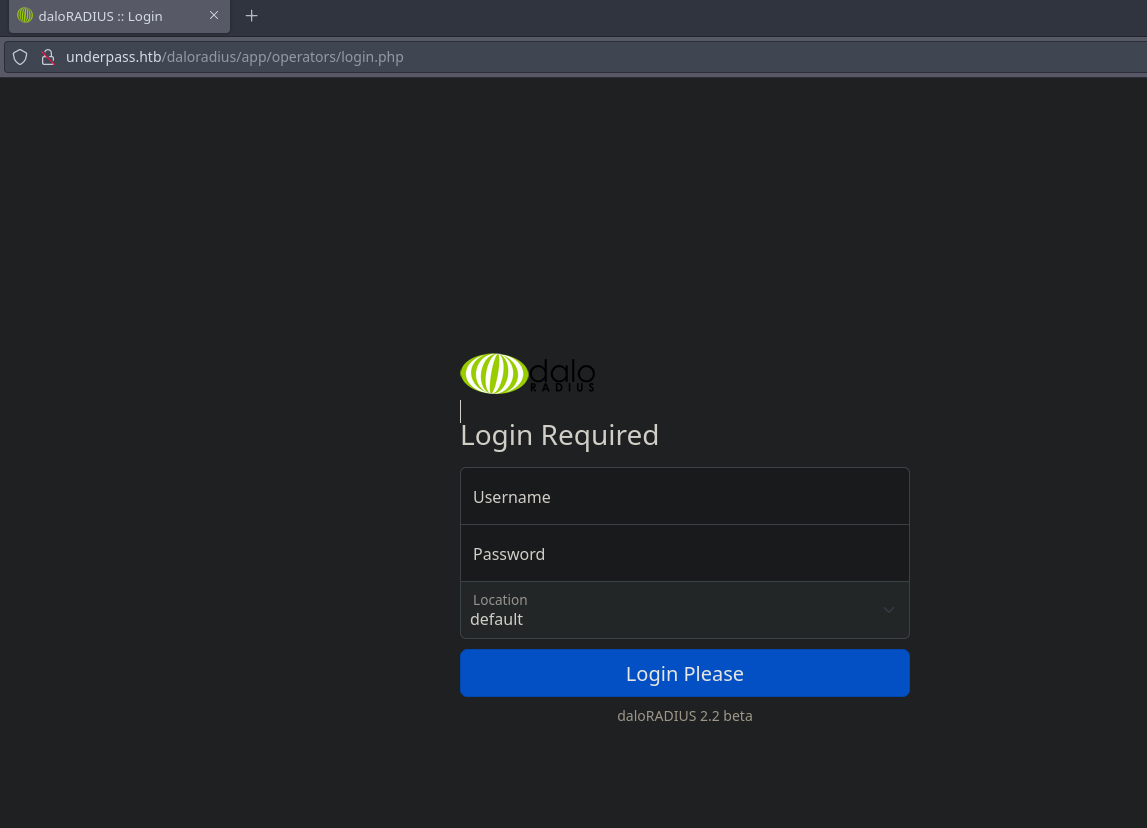 daloRADIUS :: Login
underpass.htb/daloradius/app/operators/login.php
dalo
RADIUS
Login Required
Username
Password
Location
default
Login Please
daloRADIUS 2.2 beta